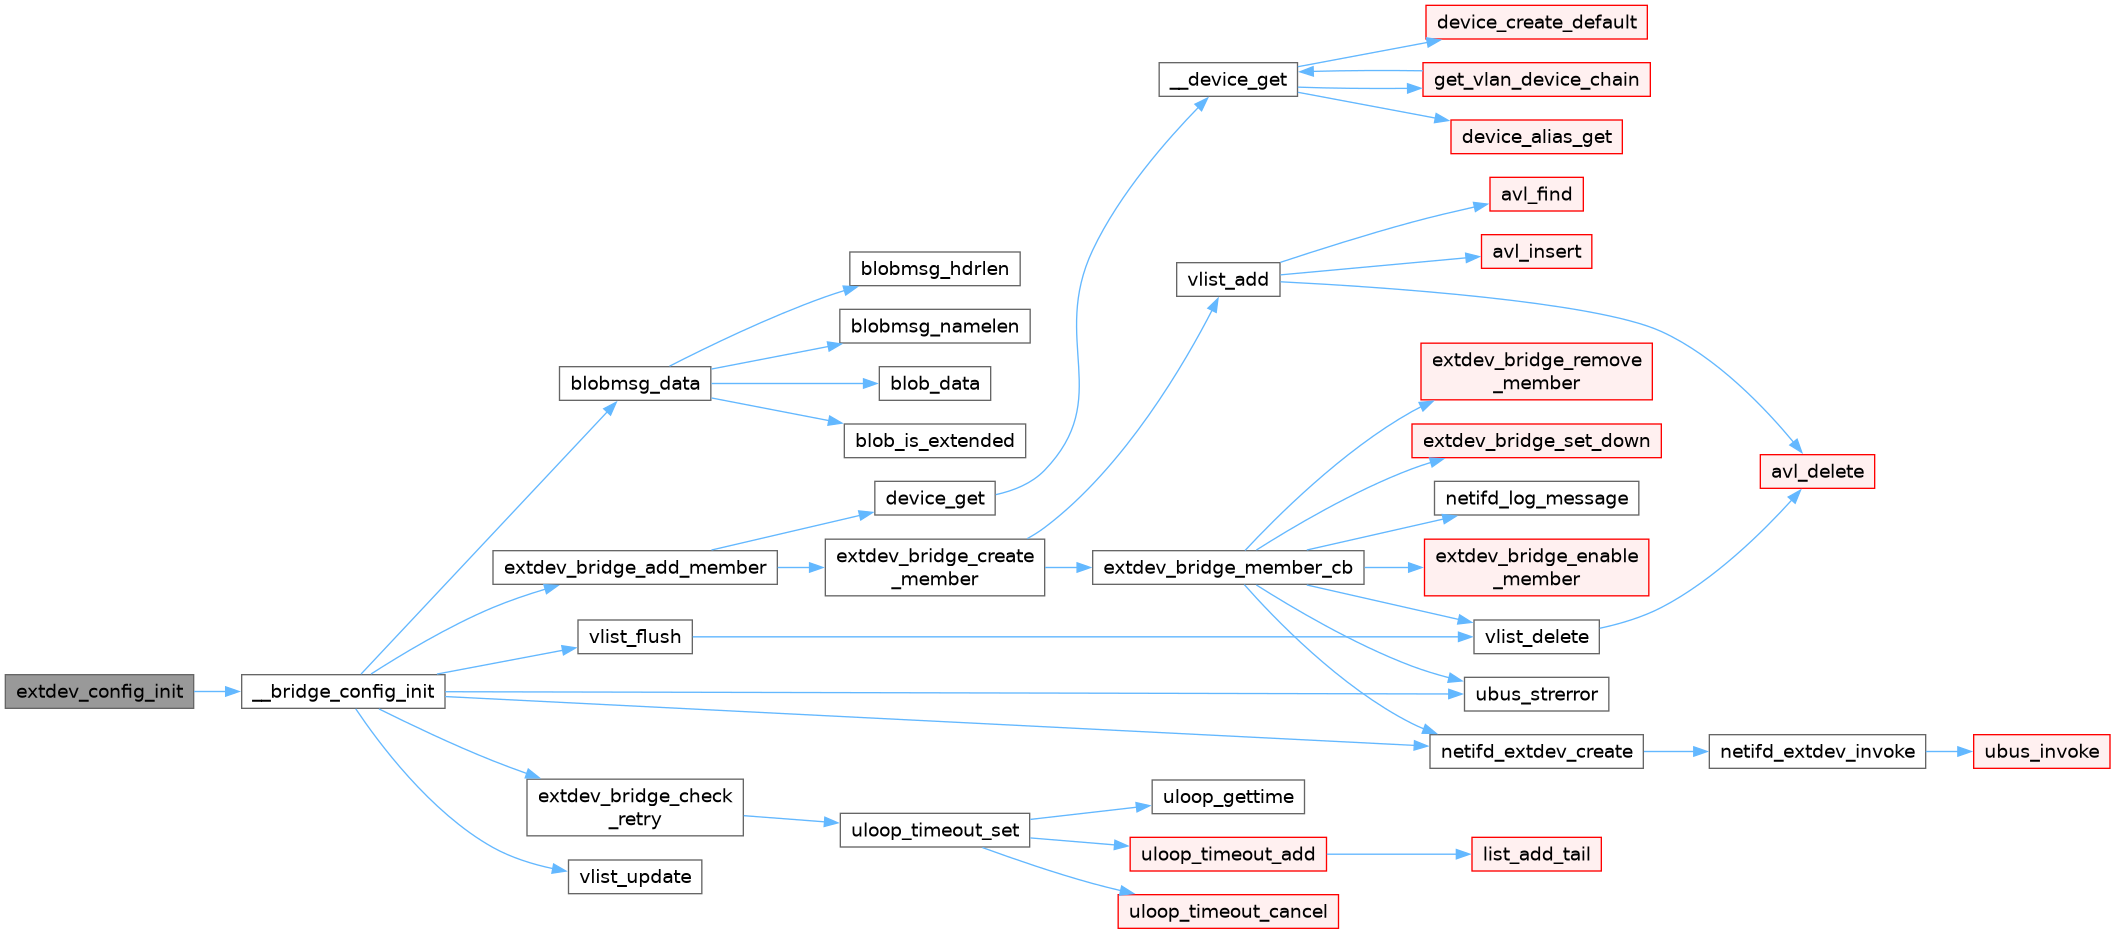 device_create_default
__device_get
get_vlan_device_chain
device_alias_get
avl_find
avl_insert
vlist_add
blobmsg_hdrlen
blobmsg_namelen
blobmsg_data
blob_data
blob_is_extended
extdev_bridge_remove
_member
extdev_bridge_set_down
avl_delete
device_get
netifd_log_message
extdev_bridge_add_member
extdev_bridge_create
_member
extdev_bridge_member_cb
extdev_bridge_enable
_member
vlist_flush
vlist_delete
extdev_config_init
__bridge_config_init
ubus_strerror
netifd_extdev_create
netifd_extdev_invoke
ubus_invoke
extdev_bridge_check
_retry
uloop_gettime
uloop_timeout_set
uloop_timeout_add
list_add_tail
vlist_update
uloop_timeout_cancel